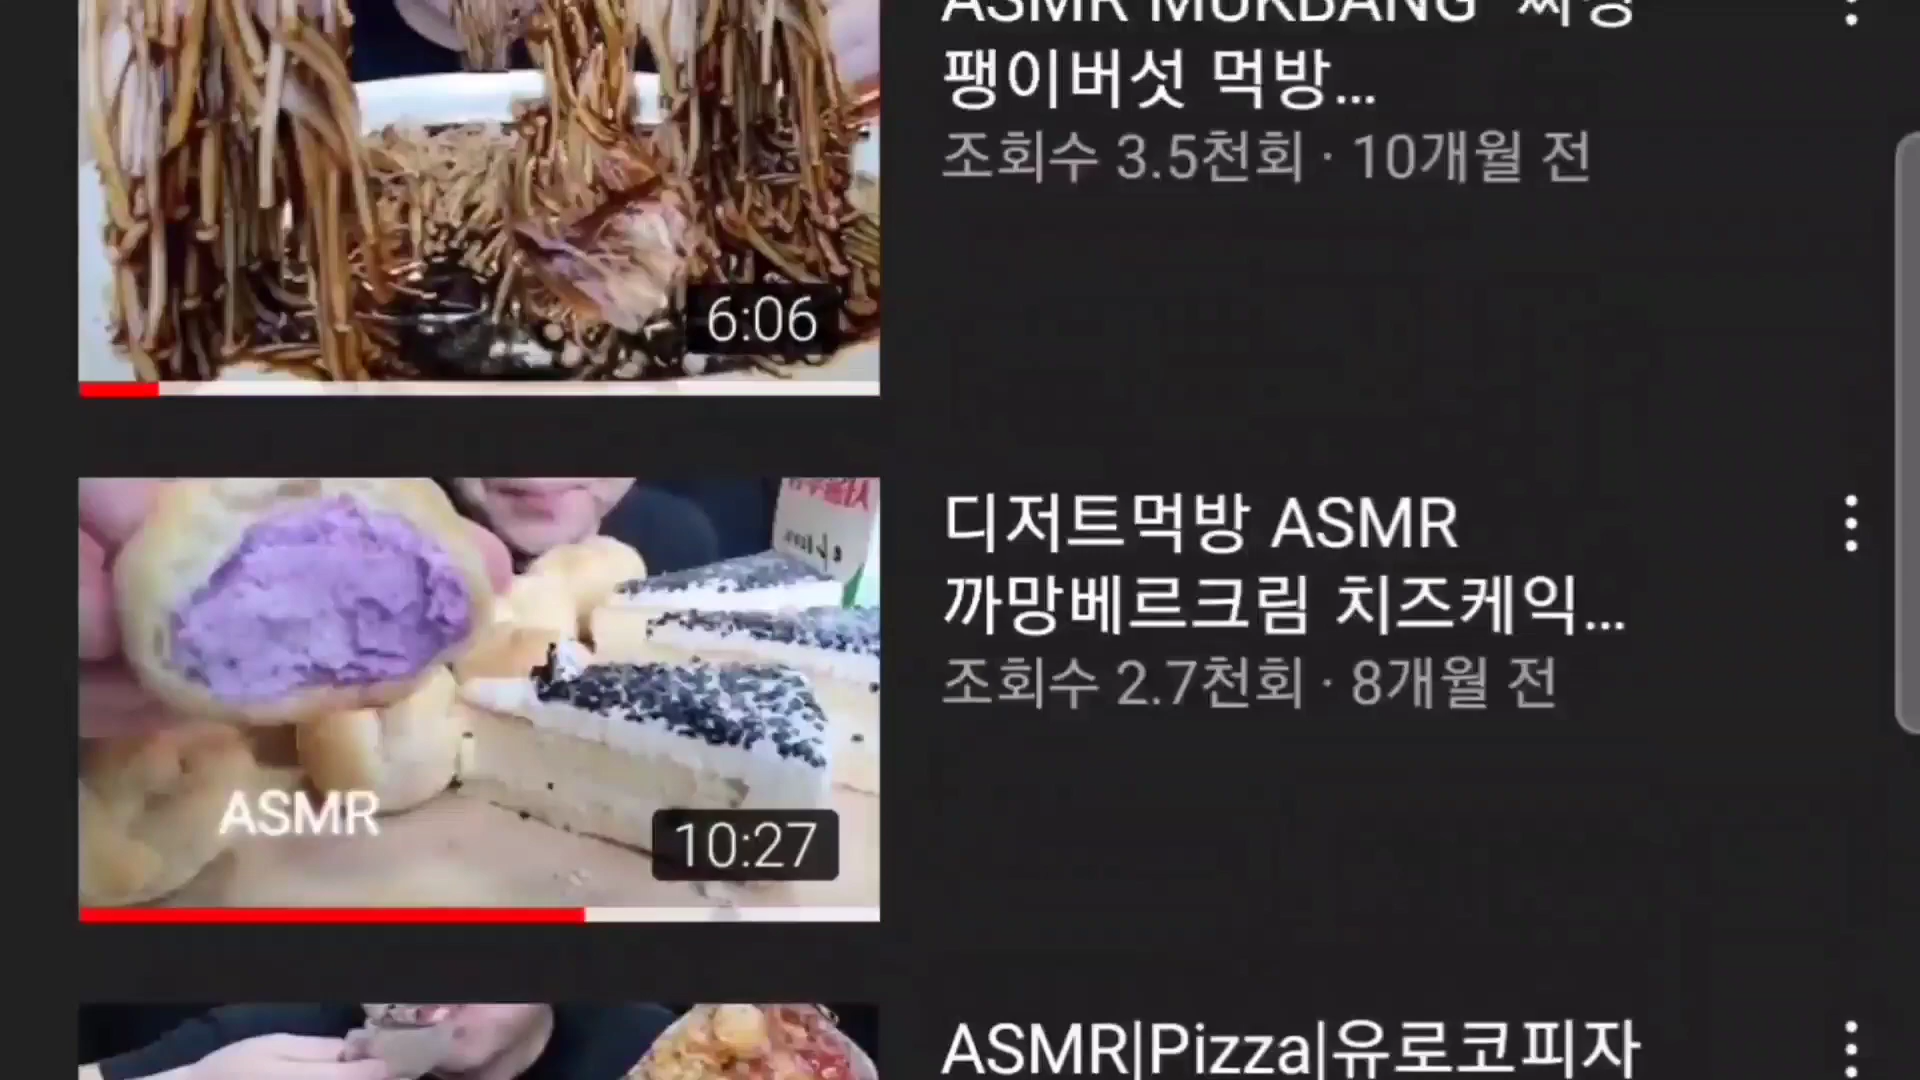 ASMR MUKBANG
팽이버섯 먹방...
조회수 3.5천회 · 10개월 전
6:06
디저트먹방 ASMR
까망베르크림 치즈케익...
조회수 2.7천회 · 8개월 전
ASMR
10:27
ASMR|Pizza|유로코피자